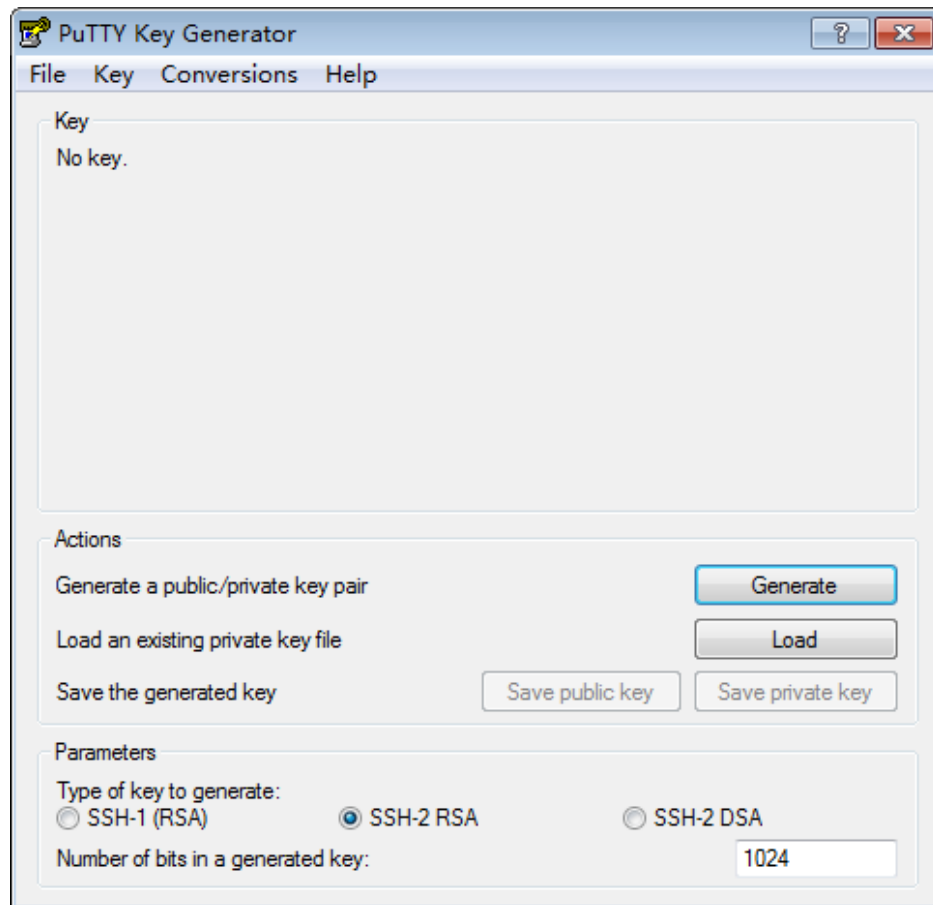 PuTTY Key Generator
File Key Conversions Help
Key
No key.
Actions
Generate a public/private key pair Generate
Load an existing private key file Load
Save the generated key Save public key Save private key
Parameters
Type of key to generate:
SSH-1 (RSA) SSH-2 RSA SSH-2 DSA
Number of bits in a generated key: 1024